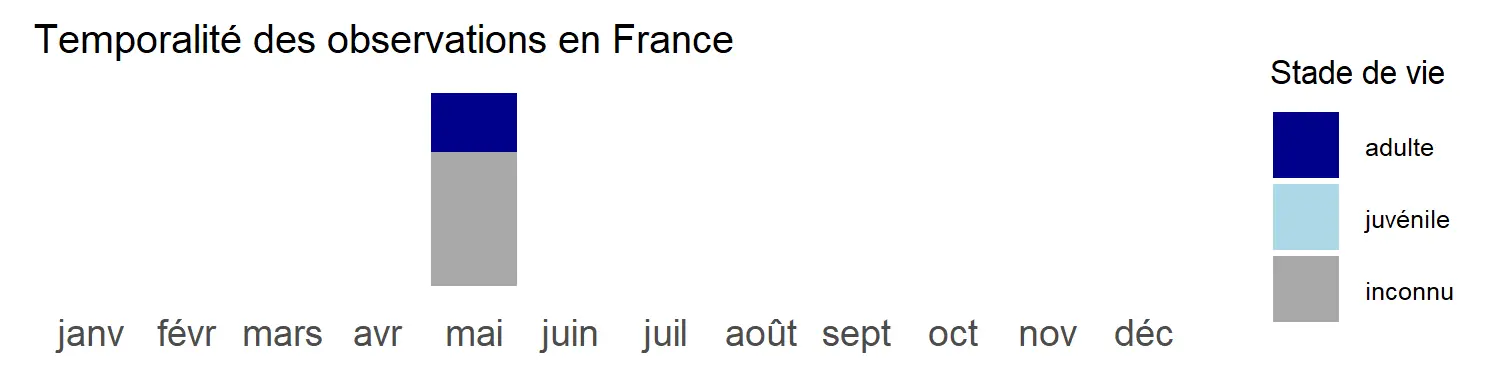 Temporalité des observations en France
Stade de vie
adulte
juvénile
inconnu
janv févr mars avr mai juin juil août sept oct nov déc